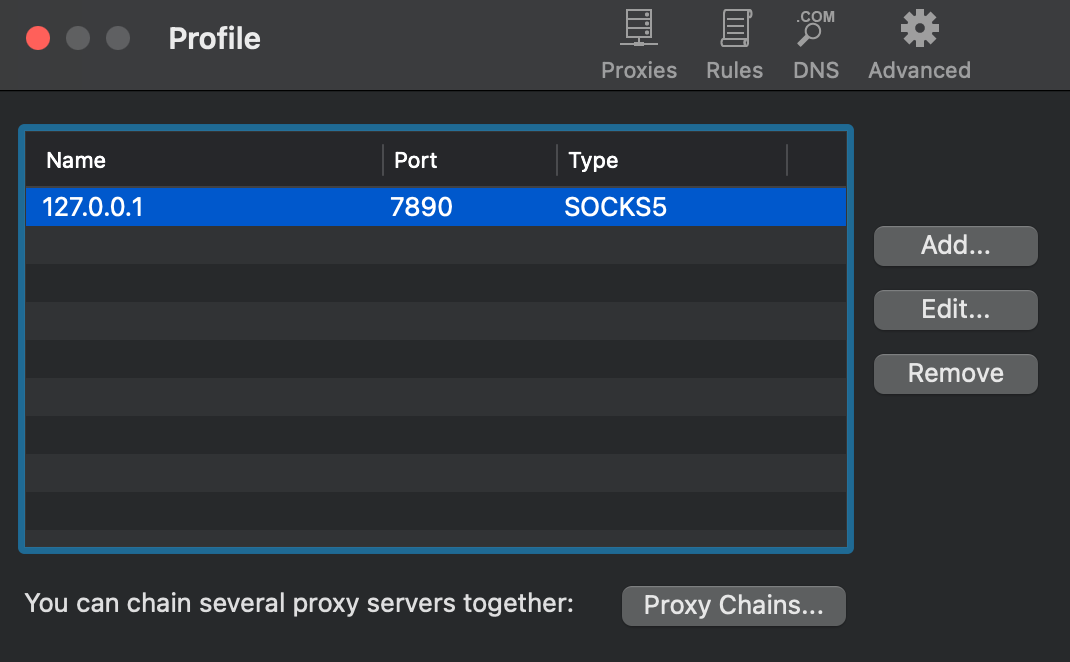 Profile
.COM
Proxies Rules DNS Advanced
Name Port Type
127.0.0.1 7890 SOCKS5
Add...
Edit...
Remove
You can chain several proxy servers together: Proxy Chains...